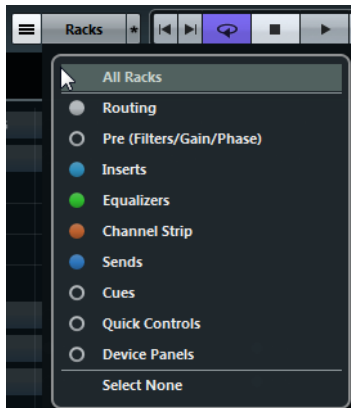 Racks *
All Racks
Routing
Pre (Filters/Gain/Phase)
Inserts
Equalizers
Channel Strip
Sends
Cues
Quick Controls
Device Panels
Select None